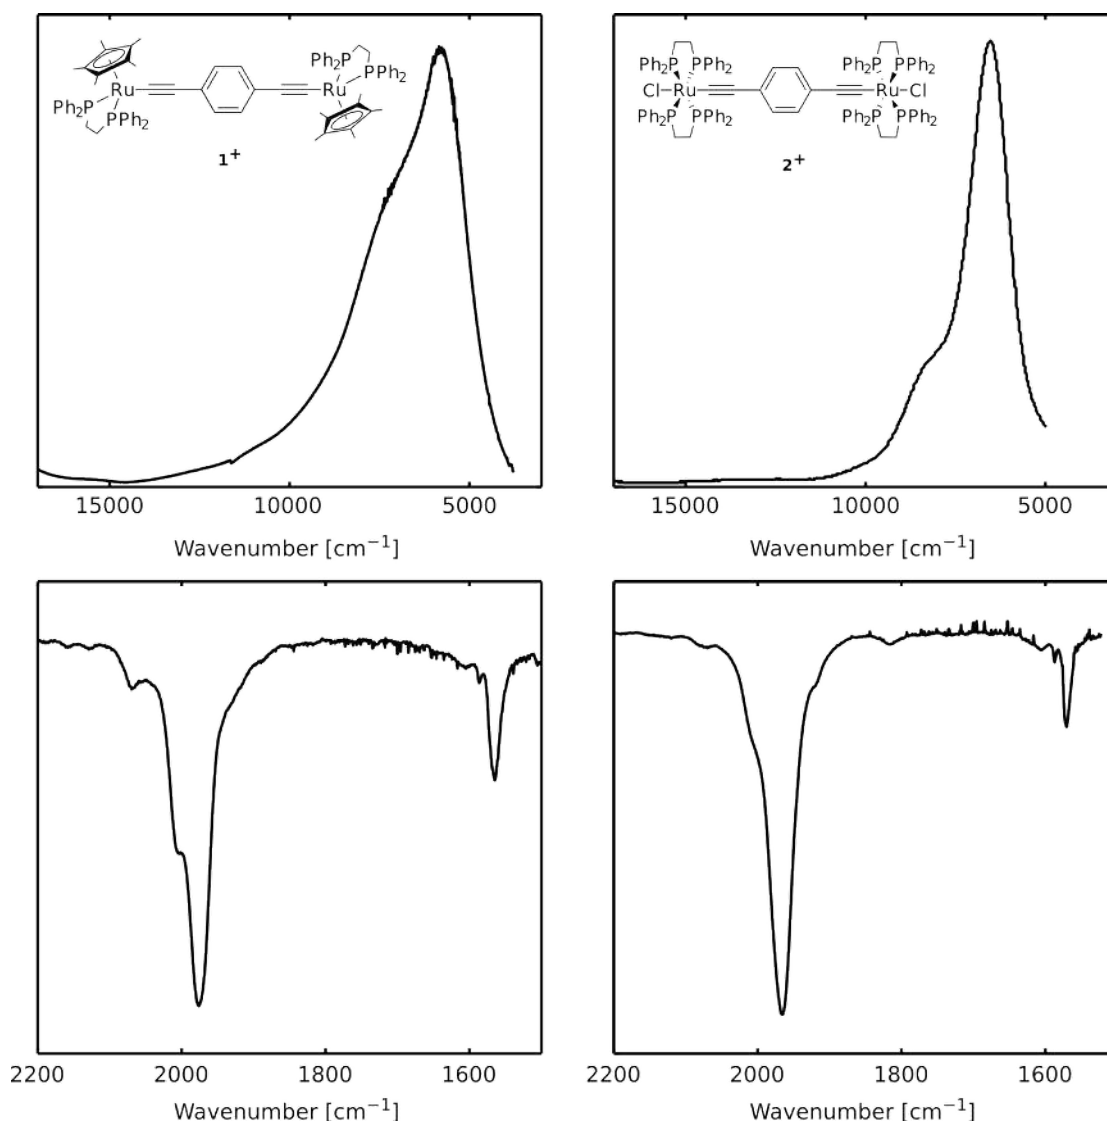 Ph₂P
PPh₂
Ru
Ru
Ph₂P
PPh₂
1⁺
15000 10000 5000
Wavenumber [cm⁻¹]
Ph₂P PPh₂ Ph₂P PPh₂
Cl Ru Ru Cl
Ph₂P PPh₂ Ph₂P PPh₂
2⁺
15000 10000 5000
Wavenumber [cm⁻¹]
2200 2000 1800 1600
Wavenumber [cm⁻¹]
2200 2000 1800 1600
Wavenumber [cm⁻¹]